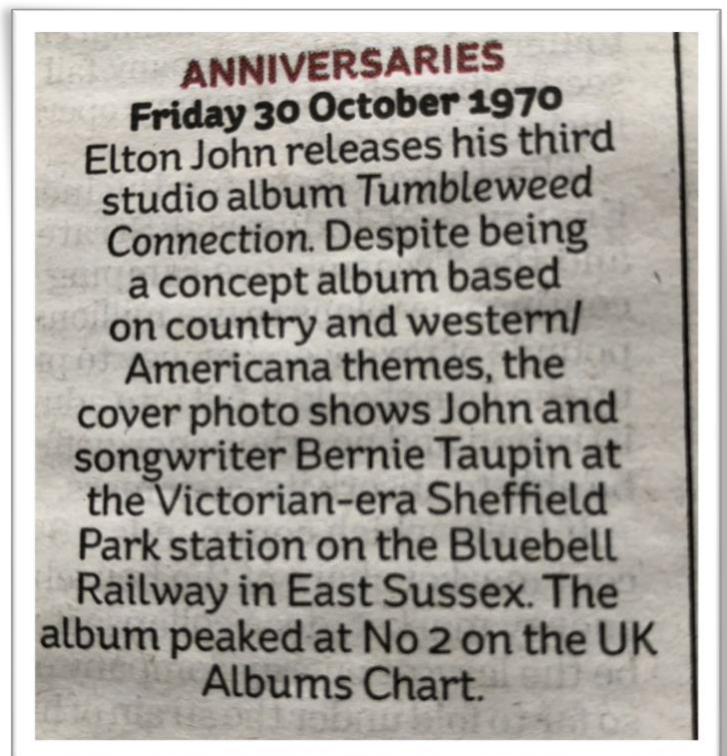 ANNIVERSARIES
Friday 30 October 1970
Elton John releases his third
studio album Tumbleweed
Connection. Despite being
a concept album based
on country and western/
Americana themes, the
cover photo shows John and
songwriter Bernie Taupin at
the Victorian-era Sheffield
Park station on the Bluebell
Railway in East Sussex. The
album peaked at No 2 on the UK
Albums Chart.